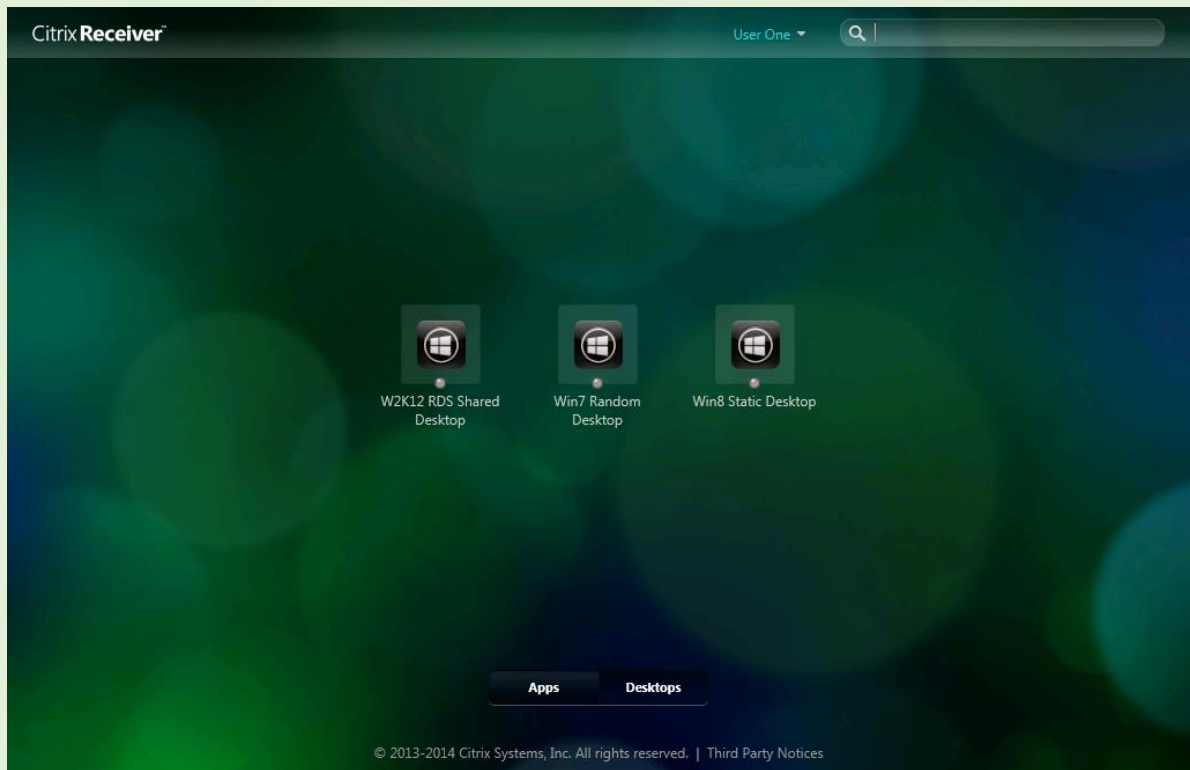 Citrix Receiver™
User One
W2K12 RDS Shared
Desktop
Win7 Random
Desktop
Win8 Static Desktop
Apps
Desktops
© 2013-2014 Citrix Systems, Inc. All rights reserved. | Third Party Notices